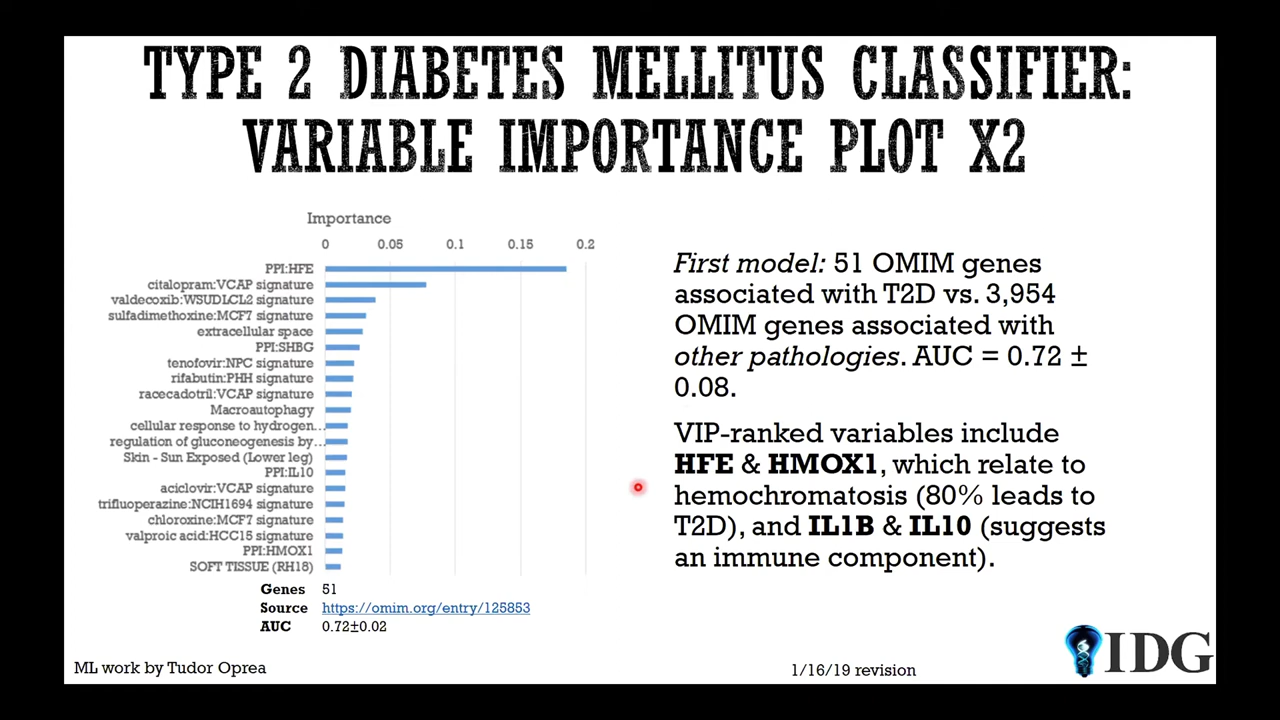 TYPE 2 DIABETES MELLITUS CLASSIFIER:
VARIABLE IMPORTANCE PLOT X2
Importance
0 0.05 0.1 0.15 0.2
PPI:HFE
citalopram:VCAP signature
valdecoxib:WSUDLCL2 signature
sulfadimethoxine:MCF7 signature
extracellular space
PPI:SHBG
tenofovir:NPC signature
rifabutin:PHH signature
racecadotril:VCAP signature
Macroautophagy
cellular response to hydrogen...
regulation of gluconeogenesis by...
Skin - Sun Exposed (Lower leg)
PPI:IL10
aciclovir:VCAP signature
trifluoperazine:NCIH1694 signature
chloroxine:MCF7 signature
valproic acid:HCC15 signature
PPI:HMOX1
SOFT TISSUE (RH18)
Genes 51
Source https://omim.org/entry/125853
AUC 0.72±0.02
First model: 51 OMIM genes
associated with T2D vs. 3,954
OMIM genes associated with
other pathologies. AUC = 0.72 ±
0.08.
VIP-ranked variables include
HFE & HMOX1, which relate to
hemochromatosis (80% leads to
T2D), and IL1B & IL10 (suggests
an immune component).
ML work by Tudor Oprea
1/16/19 revision
IDG